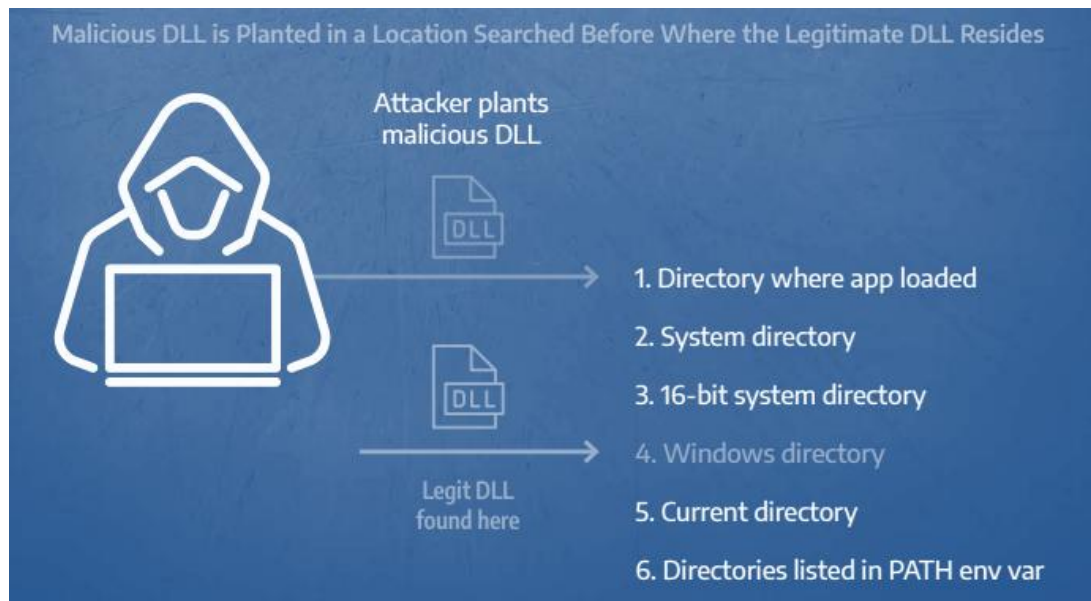 Malicious DLL is Planted in a Location Searched Before Where the Legitimate DLL Resides
Attacker plants
malicious DLL
DLL
1. Directory where app loaded
2. System directory
3. 16-bit system directory
DLL
4. Windows directory
Legit DLL
found here
5. Current directory
6. Directories listed in PATH env var